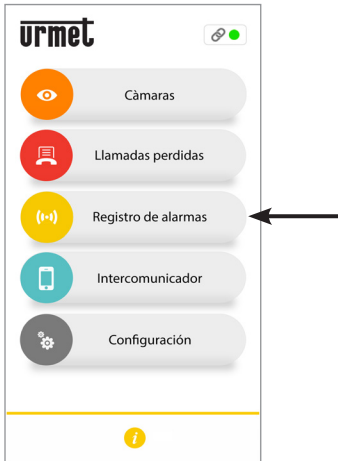 urmet
Càmaras
Llamadas perdidas
Registro de alarmas
Intercomunicador
Configuración
i